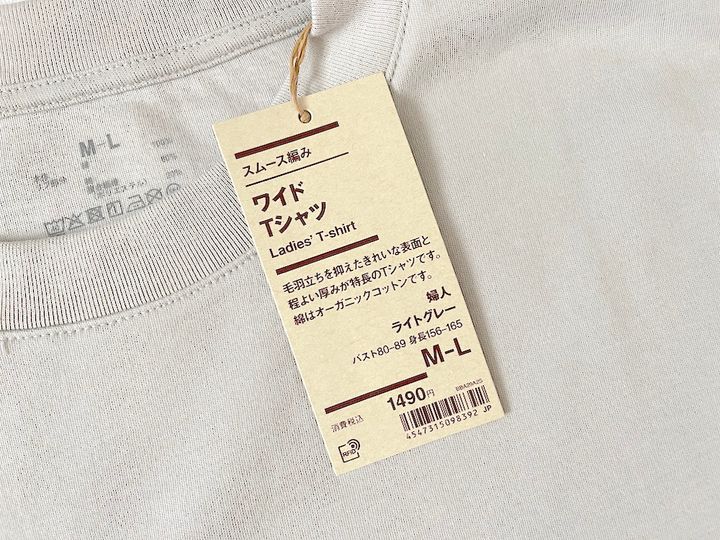 M-L
100%
スムース編み
ワイド
Tシャツ
Ladies' T-shirt
毛羽立ちを抑えたきれいな表面と
程よい厚みが特長のTシャツです。
綿はオーガニックコットンです。
婦人
ライトグレー
バスト80-89 身長156-165
M-L
消費税込 1490円
BBA29A2S
4547315098392 JP
RFID